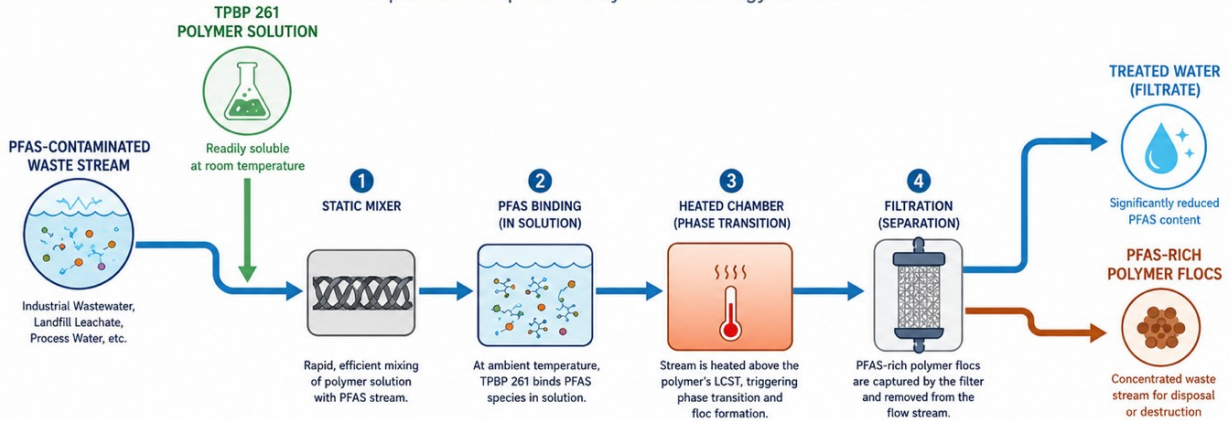 TPBP 261
POLYMER SOLUTION
Readily soluble
at room temperature
PFAS-CONTAMINATED
WASTE STREAM
Industrial Wastewater,
Landfill Leachate,
Process Water, etc.
1
STATIC MIXER
Rapid, efficient mixing
of polymer solution
with PFAS stream.
2
PFAS BINDING
(IN SOLUTION)
At ambient temperature,
TPBP 261 binds PFAS
species in solution.
3
HEATED CHAMBER
(PHASE TRANSITION)
Stream is heated above the
polymer's LCST, triggering
phase transition and
floc formation.
4
FILTRATION
(SEPARATION)
PFAS-rich polymer flocs
are captured by the filter
and removed from the
flow stream.
TREATED WATER
(FILTRATE)
Significantly reduced
PFAS content
PFAS-RICH
POLYMER FLOCS
Concentrated waste
stream for disposal
or destruction